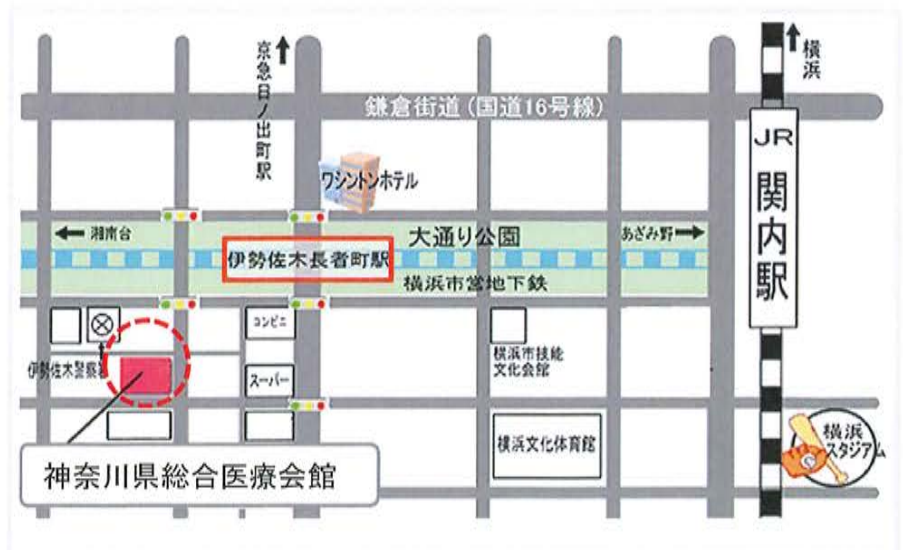 京急日ノ出町駅
横浜
鎌倉街道(国道16号線)
JR
関内駅
ワシントンホテル
湘南台
大通り公園
あざみ野
伊勢佐木長者町駅
横浜市営地下鉄
コンビニ
横浜市技能
文化会館
伊勢佐木警察署
スーパー
横浜文化体育館
横浜
スタジアム
神奈川県総合医療会館